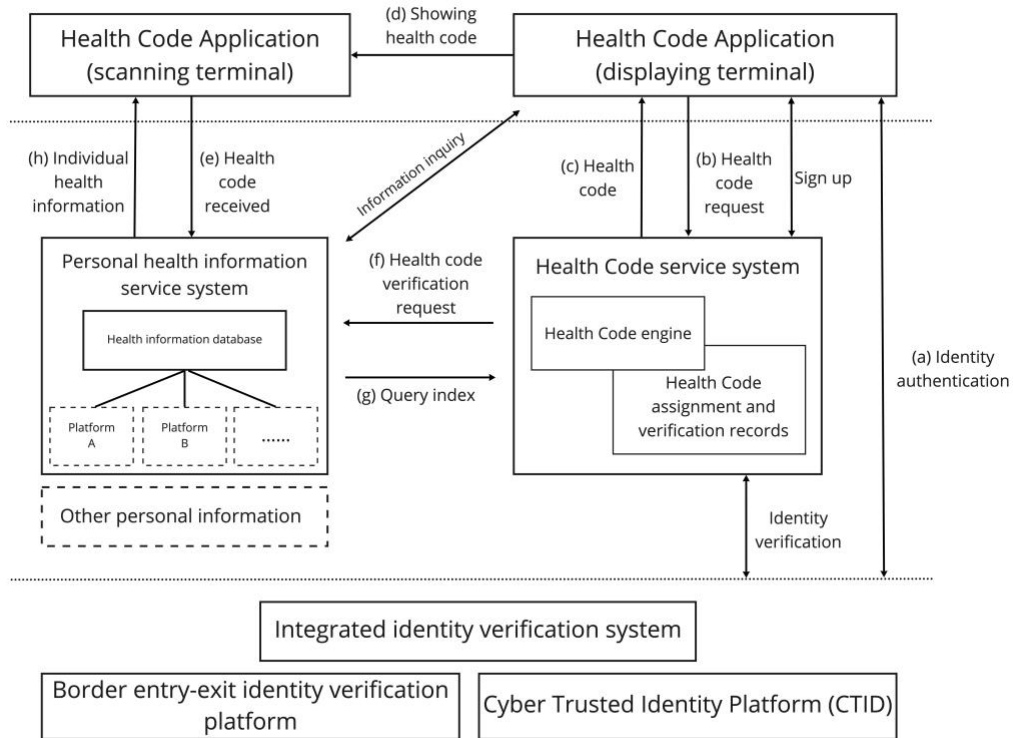 (d) Showing
health code
Health Code Application
(scanning terminal)
Health Code Application
(displaying terminal)
(h) Individual
health
information
(e) Health
code
received
Information inquiry
(c) Health
code
(b) Health
code
request
Sign up
Personal health information
service system
Health information database
Platform
A
Platform
B
......
Other personal information
(f) Health code
verification
request
(g) Query index
Health Code service system
Health Code engine
Health Code
assignment and
verification records
(a) Identity
authentication
Identity
verification
Integrated identity verification system
Border entry-exit identity verification
platform
Cyber Trusted Identity Platform (CTID)